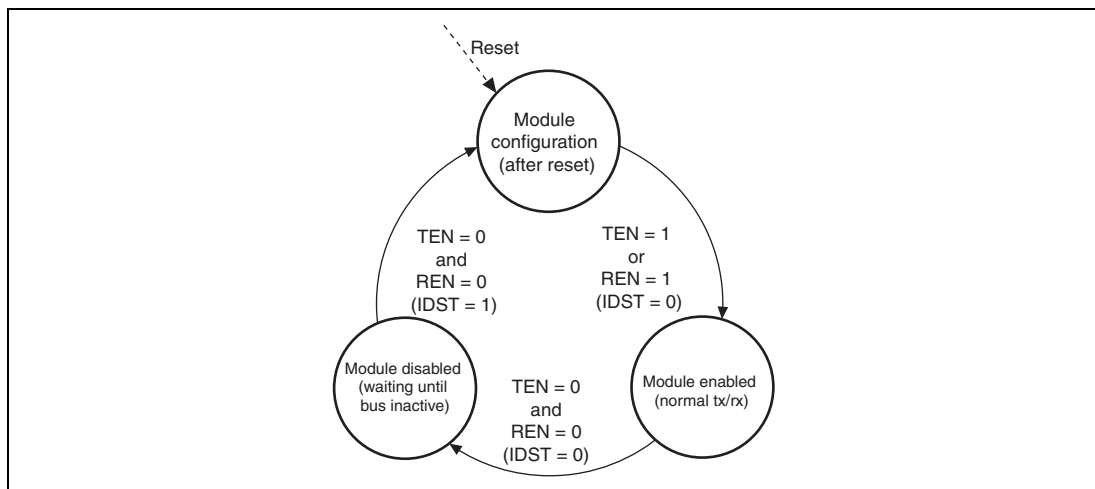 Reset
Module
configuration
(after reset)
TEN = 0
and
REN = 0
(IDST = 1)
TEN = 1
or
REN = 1
(IDST = 0)
Module disabled
(waiting until
bus inactive)
TEN = 0
and
REN = 0
(IDST = 0)
Module enabled
(normal tx/rx)